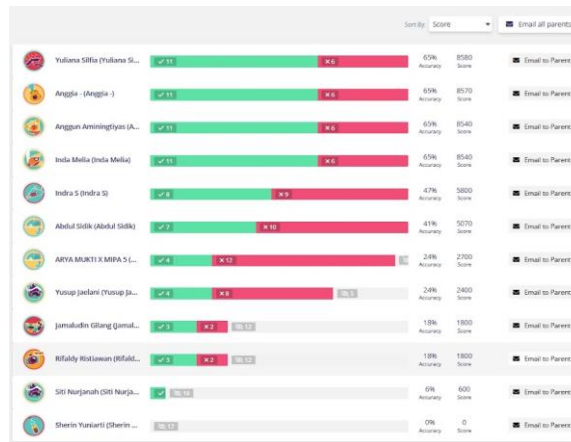 Sort By: Score
Email all parents
Yuliana Silfia (Yuliana Si... ✓ 11 ✕ 6 65% Accuracy 8580 Score Email to Parent
Anggia - (Anggia -) ✓ 11 ✕ 6 65% Accuracy 8570 Score Email to Parent
Anggun Aminingtiyas (A... ✓ 11 ✕ 6 65% Accuracy 8540 Score Email to Parent
Inda Melia (Inda Melia) ✓ 11 ✕ 6 65% Accuracy 8540 Score Email to Parent
Indra S (Indra S) ✓ 8 ✕ 9 47% Accuracy 5800 Score Email to Parent
Abdul Sidik (Abdul Sidik) ✓ 7 ✕ 10 41% Accuracy 5070 Score Email to Parent
ARYA MUKTI X MIPA 5 (... ✓ 4 ✕ 12 24% Accuracy 2700 Score Email to Parent
Yusup Jaelani (Yusup Ja... ✓ 4 ✕ 8 5 24% Accuracy 2400 Score Email to Parent
Jamaludin Gilang (Jamal... ✓ 3 ✕ 2 12 18% Accuracy 1800 Score Email to Parent
Rifaldy Ristiawan (Rifald... ✓ 3 ✕ 2 12 18% Accuracy 1800 Score Email to Parent
Siti Nurjanah (Siti Nurja... ✓ 16 6% Accuracy 600 Score Email to Parent
Sherin Yuniarti (Sherin ... 17 0% Accuracy 0 Score Email to Parent